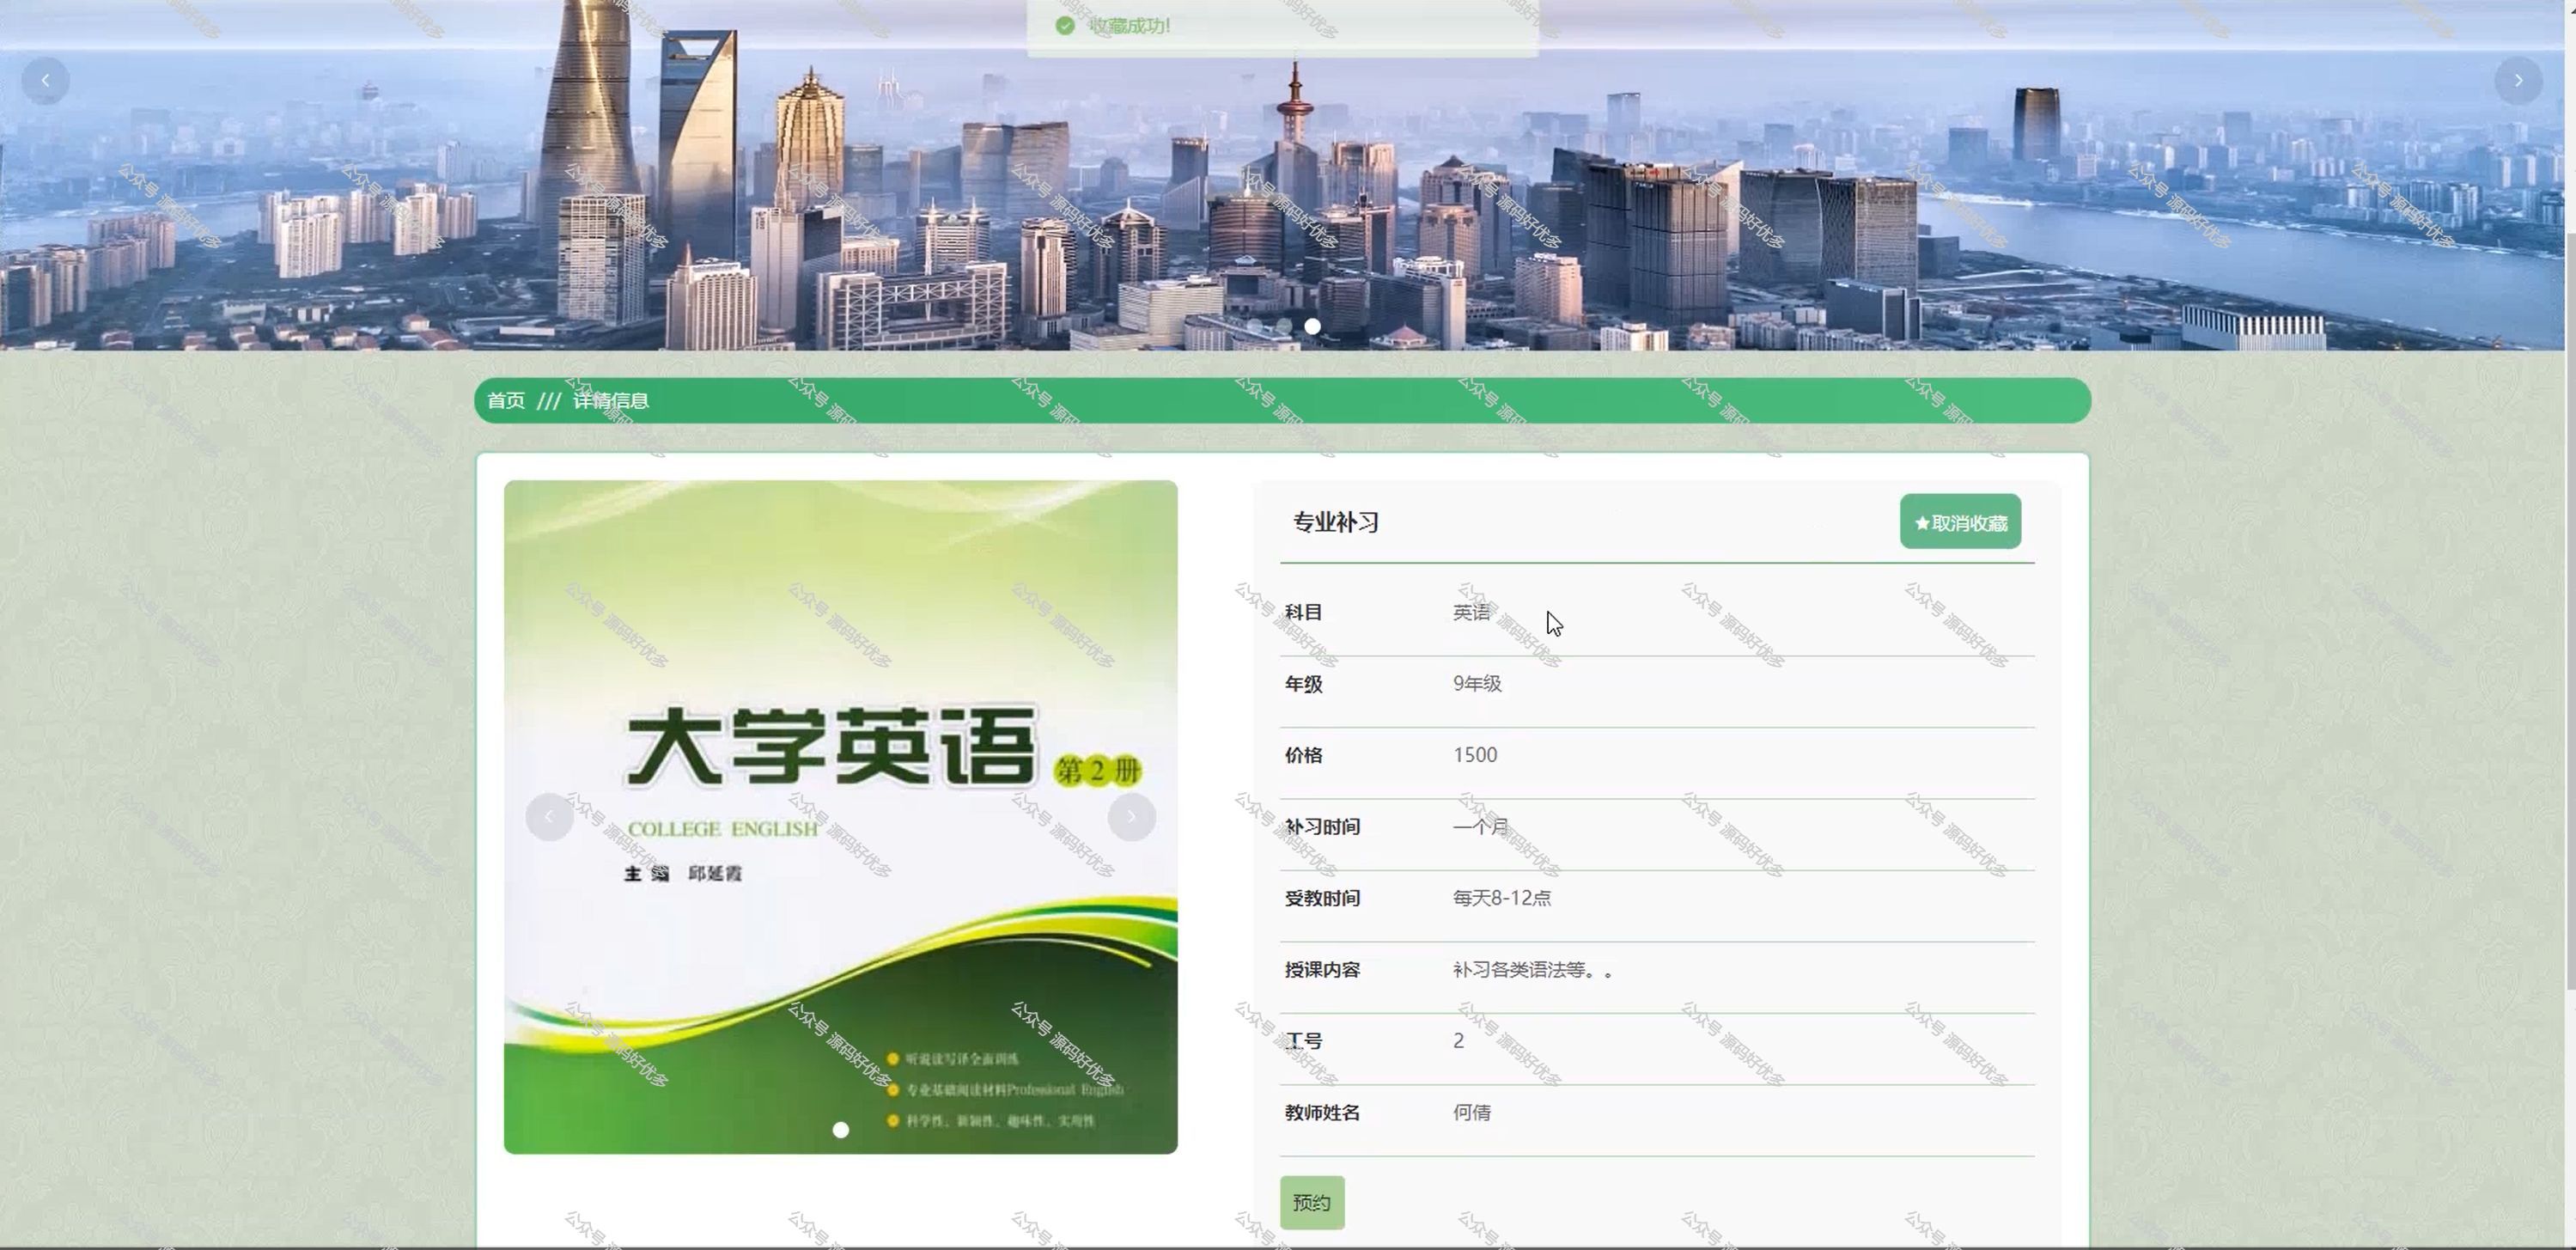 收藏成功!
首页 /// 详情信息
大学英语 第2册
COLLEGE ENGLISH
主编 邱延霞
听说读写译全面训练
专业基础阅读材料Professional English
科学性、新颖性、趣味性、实用性
专业补习
★取消收藏
科目 英语
年级 9年级
价格 1500
补习时间 一个月
受教时间 每天8-12点
授课内容 补习各类语法等。。
工号 2
教师姓名 何倩
预约
公众号 源码好优多